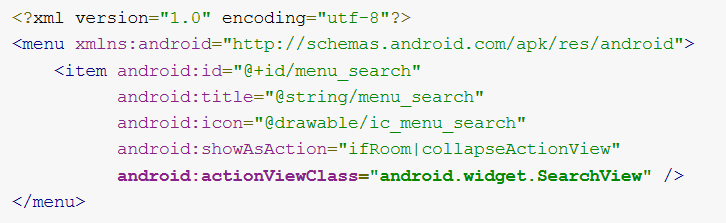 <?xml version="1.0" encoding="utf-8"?>
<menu xmlns:android="http://schemas.android.com/apk/res/android">
    <item android:id="@+id/menu_search"
          android:title="@string/menu_search"
          android:icon="@drawable/ic_menu_search"
          android:showAsAction="ifRoom|collapseActionView"
          android:actionViewClass="android.widget.SearchView" />
</menu>